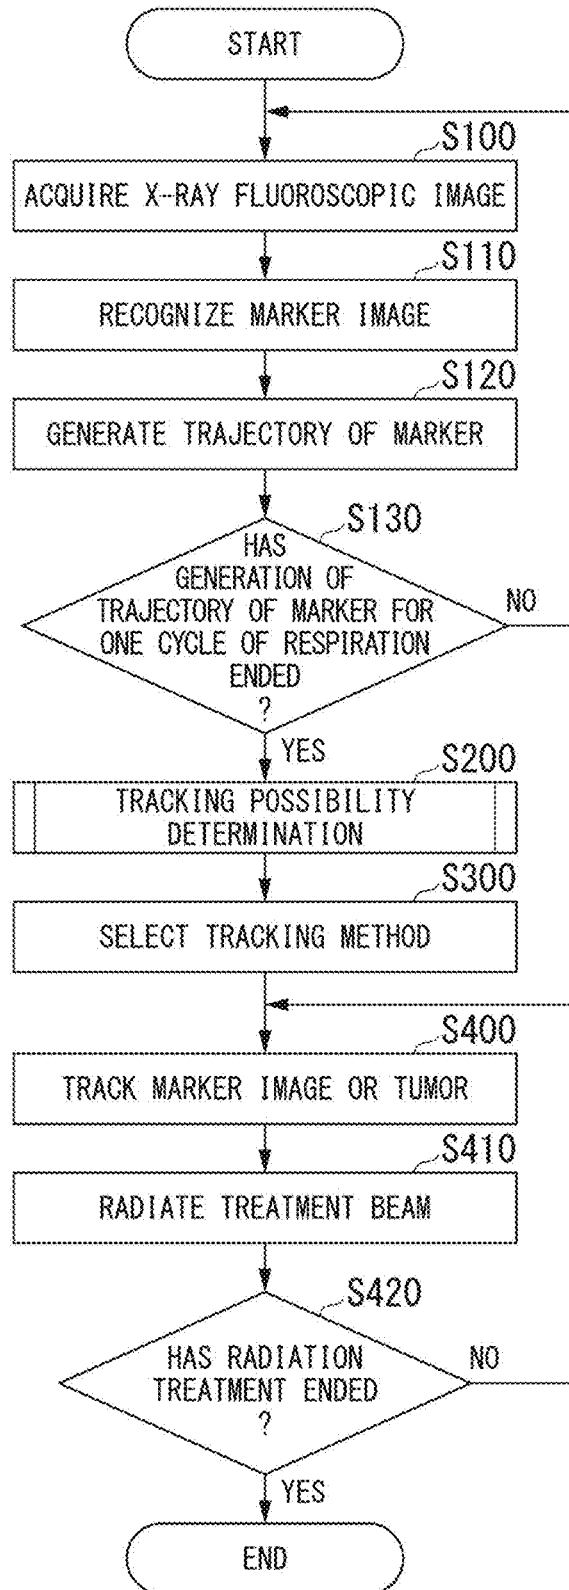 START
S100
ACQUIRE X-RAY FLUOROSCOPIC IMAGE
S110
RECOGNIZE MARKER IMAGE
S120
GENERATE TRAJECTORY OF MARKER
S130
HAS
GENERATION OF
TRAJECTORY OF MARKER FOR
ONE CYCLE OF RESPIRATION
ENDED
?
NO
YES
S200
TRACKING POSSIBILITY
DETERMINATION
S300
SELECT TRACKING METHOD
S400
TRACK MARKER IMAGE OR TUMOR
S410
RADIATE TREATMENT BEAM
S420
HAS RADIATION
TREATMENT ENDED
?
NO
YES
END